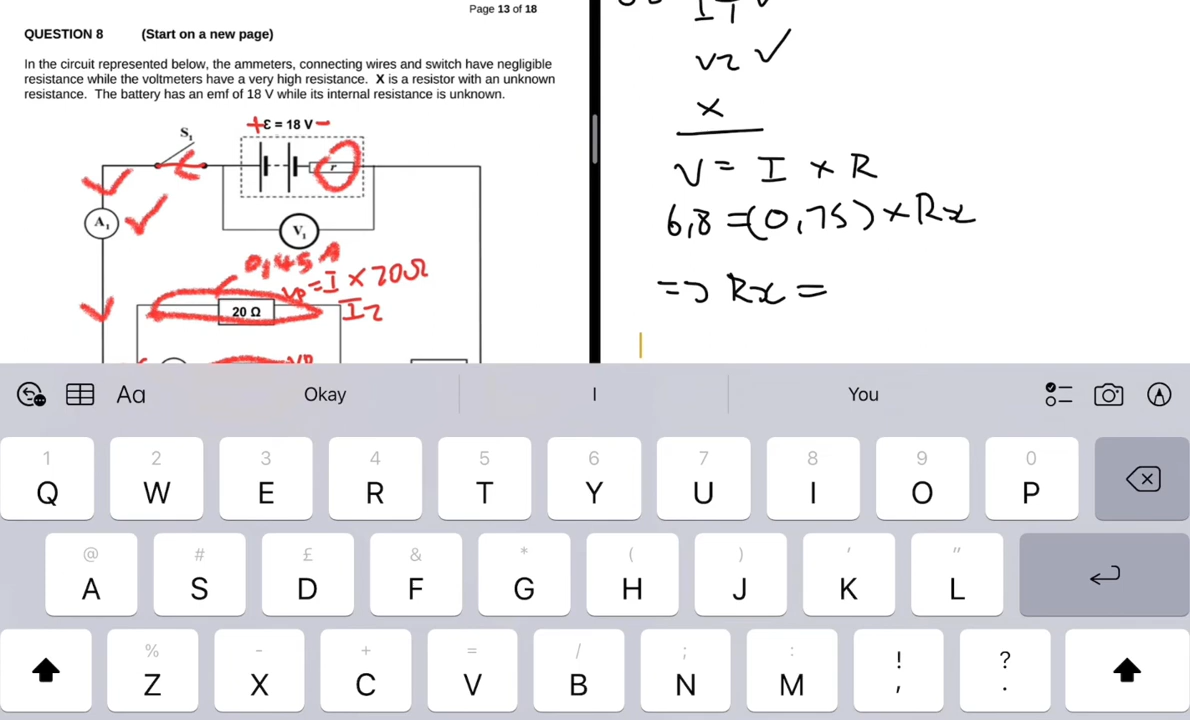 Page 13 of 18
QUESTION 8 (Start on a new page)
In the circuit represented below, the ammeters, connecting wires and switch have negligible
resistance while the voltmeters have a very high resistance. X is a resistor with an unknown
resistance. The battery has an emf of 18 V while its internal resistance is unknown.
+ε = 18 V −
S1
r
A1
V1
0,45A
Vp = I × 20Ω
I2
20 Ω
VP
V2 ✓
X
V = I × R
6,8 = (0,75) × Rx
=> Rx =
Aa Okay I You
1 2 3 4 5 6 7 8 9 0
Q W E R T Y U I O P
@ # £ & * ( ) ' "
A S D F G H J K L
% - + = / ; : ! ?
Z X C V B N M , .